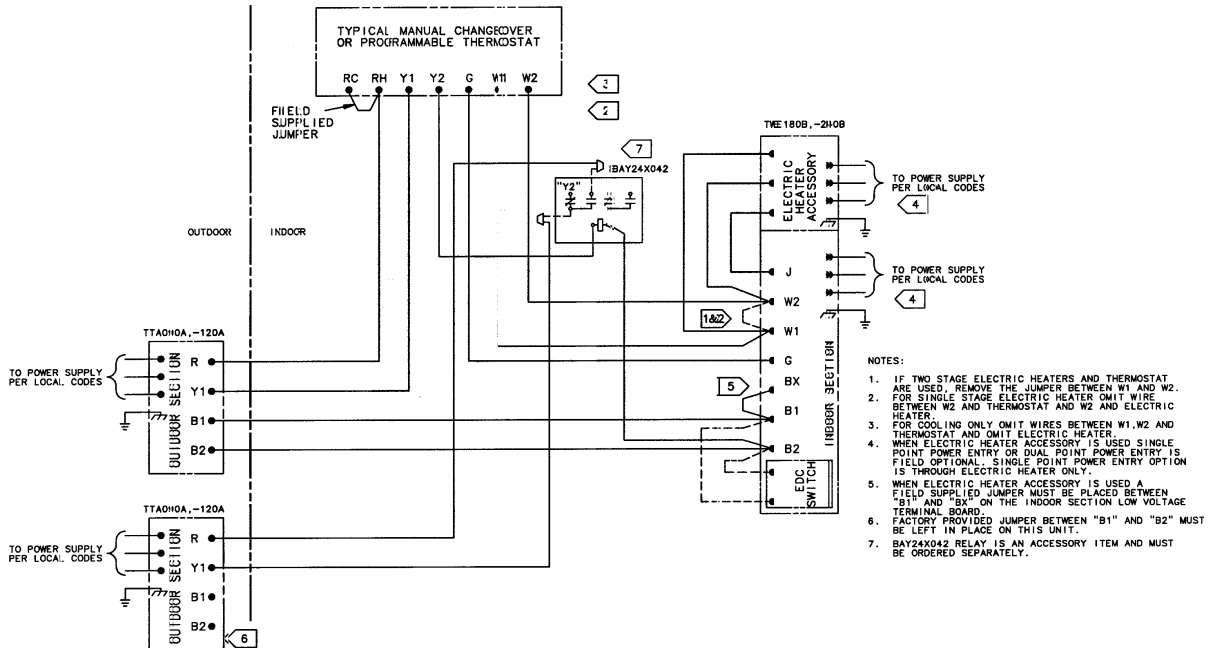 TYPICAL MANUAL CHANGEOVER
OR PROGRAMMABLE THERMOSTAT
RC RH Y1 Y2 G W1 W2
3
2
FIELD
SUPPLIED
JUMPER
7
BAY24X042
"Y2"
TWE180B,-240B
ELECTRIC
HEATER
ACCESSORY
TO POWER SUPPLY
PER LOCAL CODES
4
OUTDOOR
INDOOR
TO POWER SUPPLY
PER LOCAL CODES
4
J
W2
1&2
W1
G
5
BX
B1
B2
INDOOR SECTION
EDC
SWITCH
TO POWER SUPPLY
PER LOCAL CODES
OUTDOOR SECTION
R
Y1
B1
B2
TO POWER SUPPLY
PER LOCAL CODES
OUTDOOR SECTION
R
Y1
B1
B2
6
NOTES:
1. IF TWO STAGE ELECTRIC HEATERS AND THERMOSTAT
ARE USED, REMOVE THE JUMPER BETWEEN W1 AND W2.
2. FOR SINGLE STAGE ELECTRIC HEATER OMIT WIRE
BETWEEN W2 AND THERMOSTAT AND W2 AND ELECTRIC
HEATER.
3. FOR COOLING ONLY OMIT WIRES BETWEEN W1,W2 AND
THERMOSTAT AND OMIT ELECTRIC HEATER.
4. WHEN ELECTRIC HEATER ACCESSORY IS USED SINGLE
POINT POWER ENTRY OR DUAL POINT POWER ENTRY IS
FIELD OPTIONAL. SINGLE POINT POWER ENTRY OPTION
IS THROUGH ELECTRIC HEATER ONLY.
5. WHEN ELECTRIC HEATER ACCESSORY IS USED A
FIELD SUPPLIED JUMPER MUST BE PLACED BETWEEN
"B1" AND "BX" ON THE INDOOR SECTION LOW VOLTAGE
TERMINAL BOARD.
6. FACTORY PROVIDED JUMPER BETWEEN "B1" AND "B2" MUST
BE LEFT IN PLACE ON THIS UNIT.
7. BAY24X042 RELAY IS AN ACCESSORY ITEM AND MUST
BE ORDERED SEPARATELY.